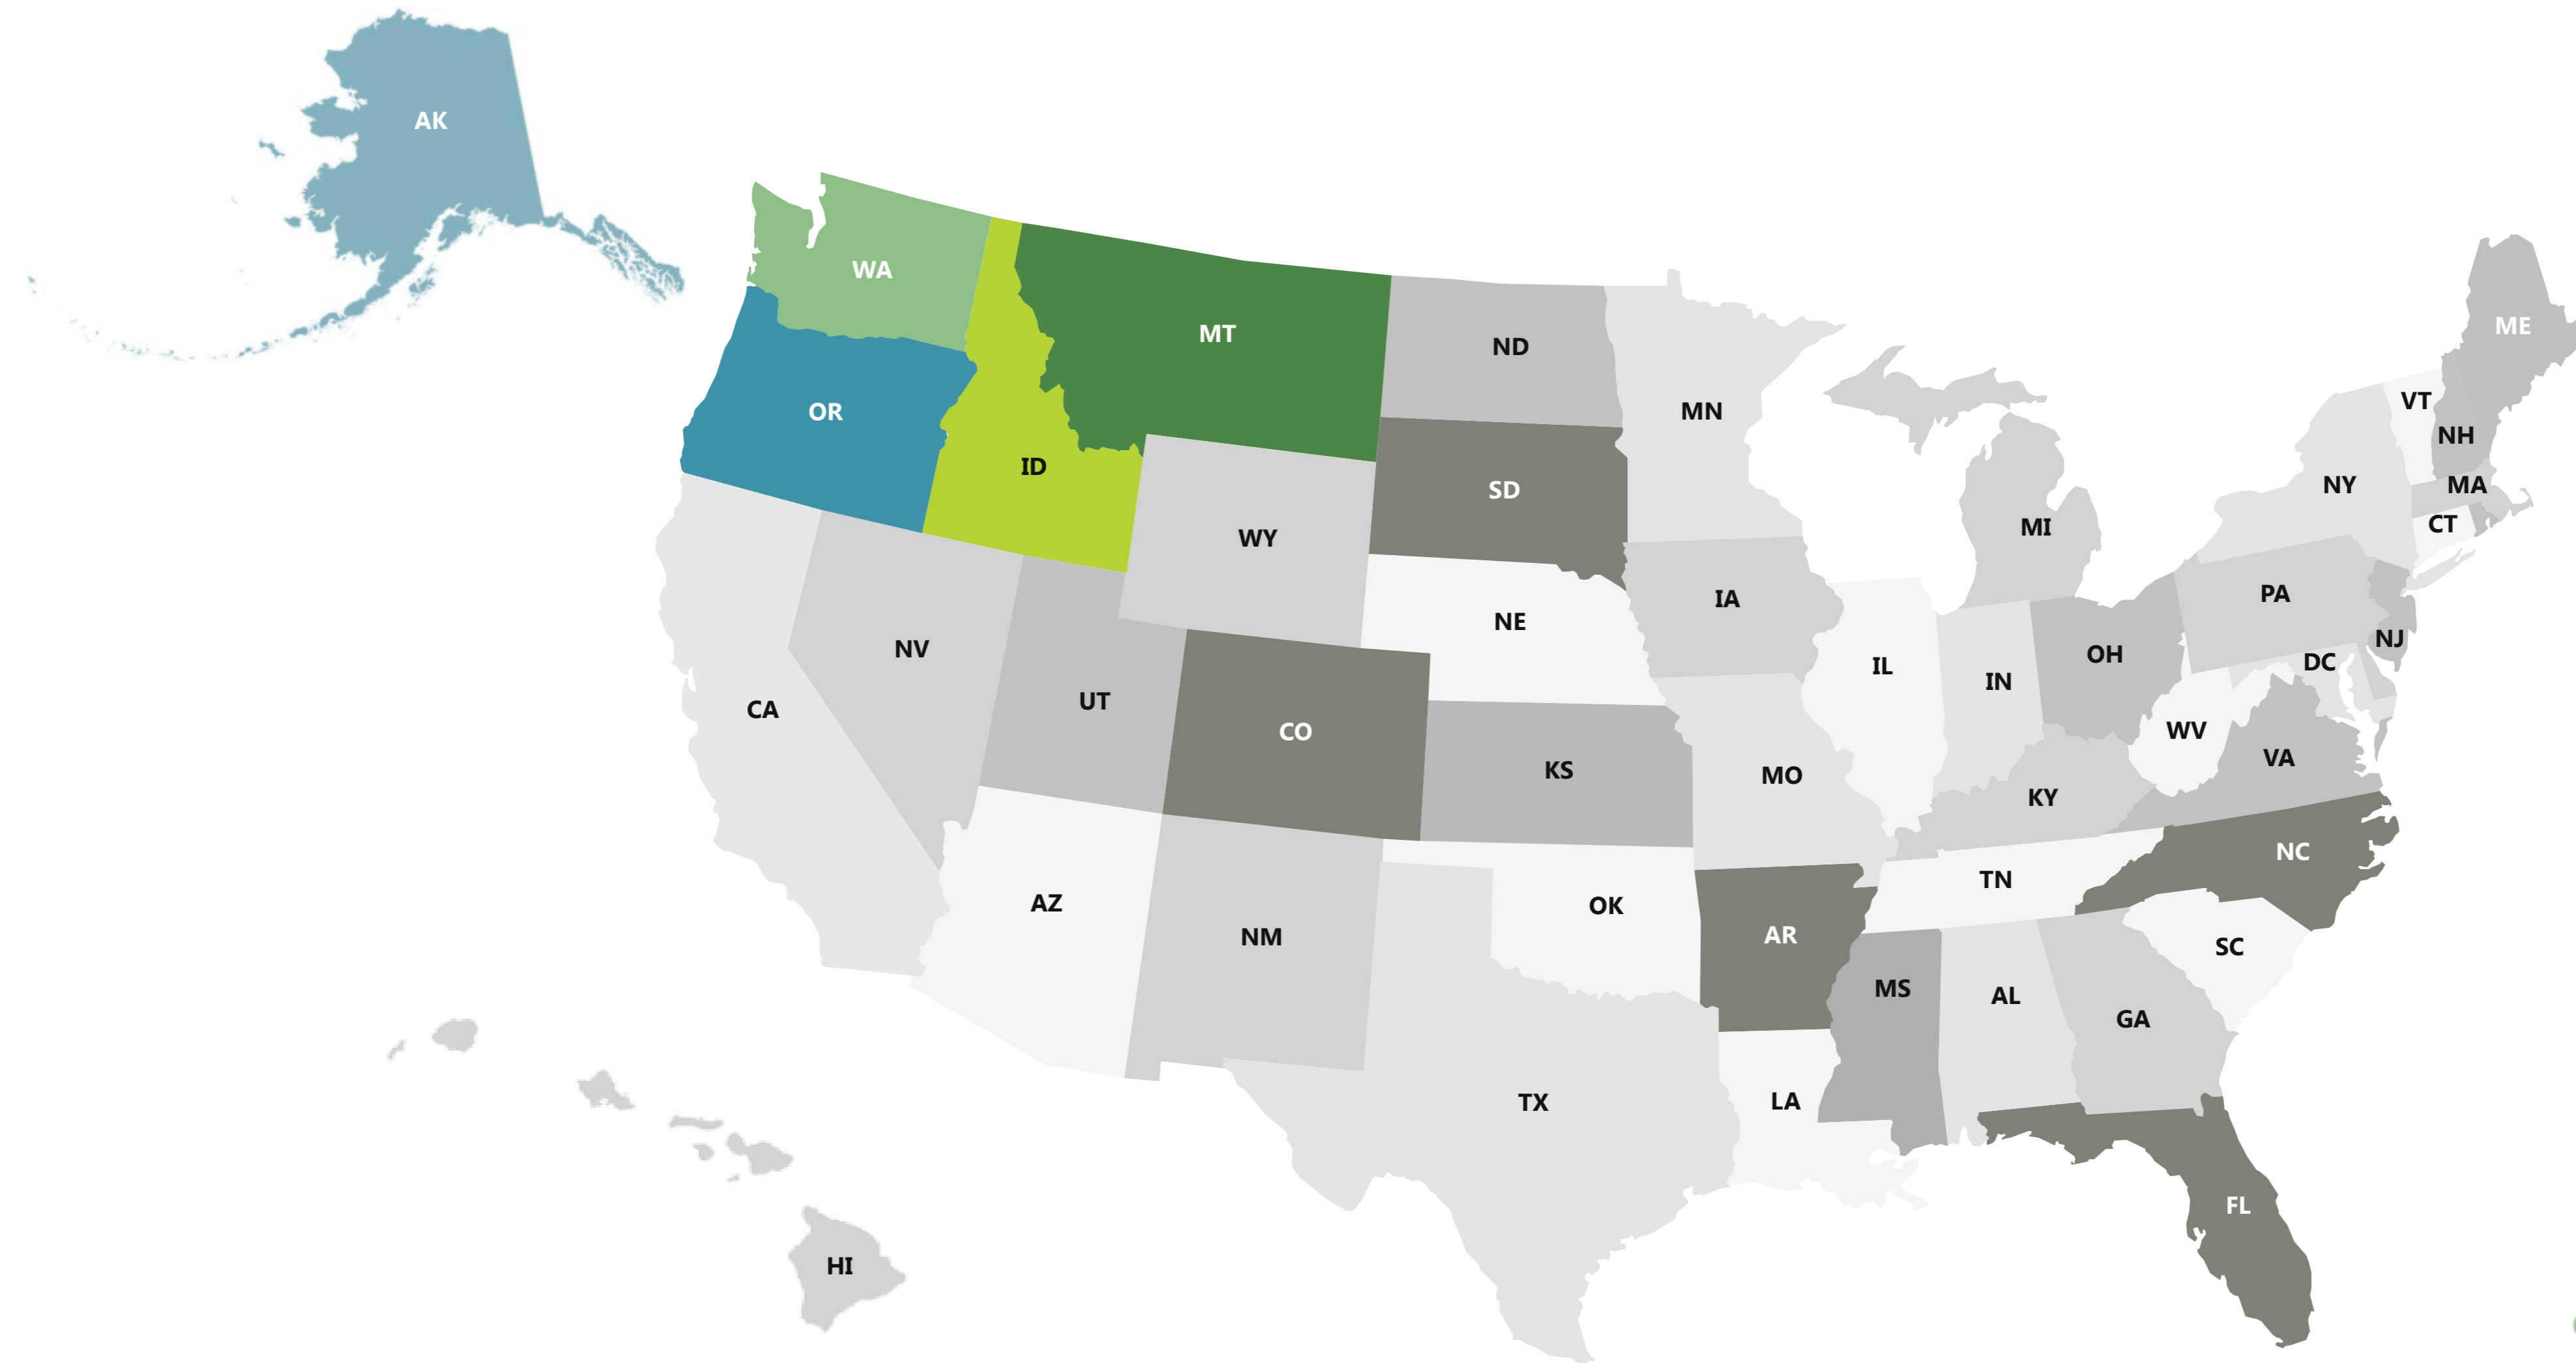 AK
WA
MT
OR
ID
ND
MN
SD
WY
NE
IA
CA
NV
UT
CO
KS
MO
IL
IN
MI
OH
KY
WV
VA
PA
NY
VT
NH
ME
MA
CT
NJ
DC
AZ
NM
OK
AR
TN
NC
SC
MS
AL
GA
TX
LA
FL
HI